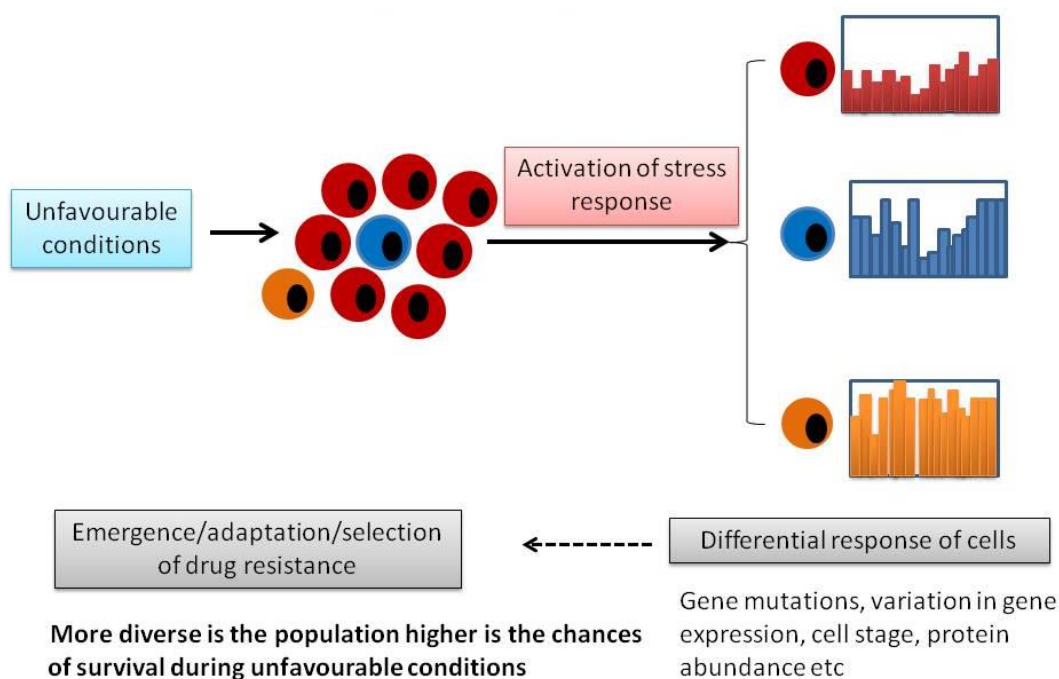 Unfavourable
conditions
Activation of stress
response
Emergence/adaptation/selection
of drug resistance
Differential response of cells
More diverse is the population higher is the chances
of survival during unfavourable conditions
Gene mutations, variation in gene
expression, cell stage, protein
abundance etc